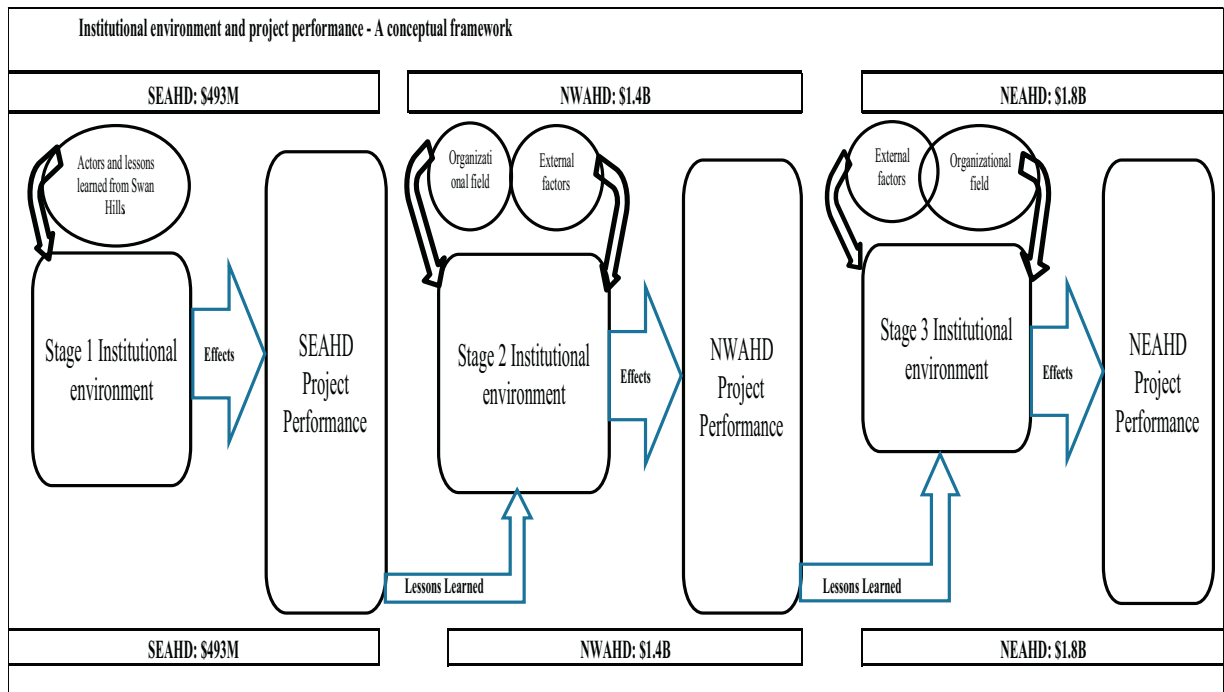 Institutional environment and project performance - A conceptual framework
SEAHD: $493M
NWAHD: $1.4B
NEAHD: $1.8B
Actors and lessons
learned from Swan
Hills
Organizati
onal field
External
factors
External
factors
Organizational
field
Stage 1 Institutional
environment
Effects
SEAHD
Project
Performance
Stage 2 Institutional
environment
Effects
NWAHD
Project
Performance
Stage 3 Institutional
environment
Effects
NEAHD
Project
Performance
Lessons Learned
Lessons Learned
SEAHD: $493M
NWAHD: $1.4B
NEAHD: $1.8B